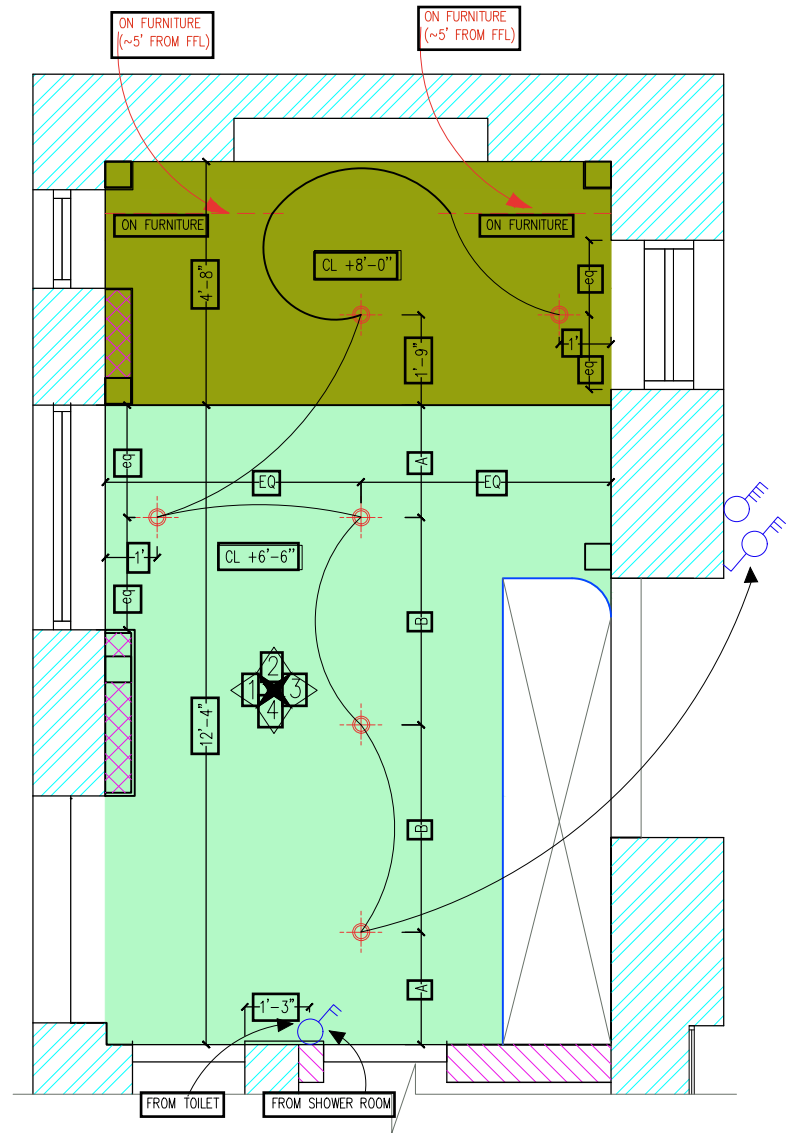 ON FURNITURE
(~5' FROM FFL)
ON FURNITURE
(~5' FROM FFL)
ON FURNITURE
ON FURNITURE
CL +8'-0"
4'-8"
eq
1'
1'-9"
eq
eq
A
EQ
EQ
CL +6'-6"
1'
eq
B
2
1
3
4
12'-4"
B
A
1'-3"
FROM TOILET
FROM SHOWER ROOM